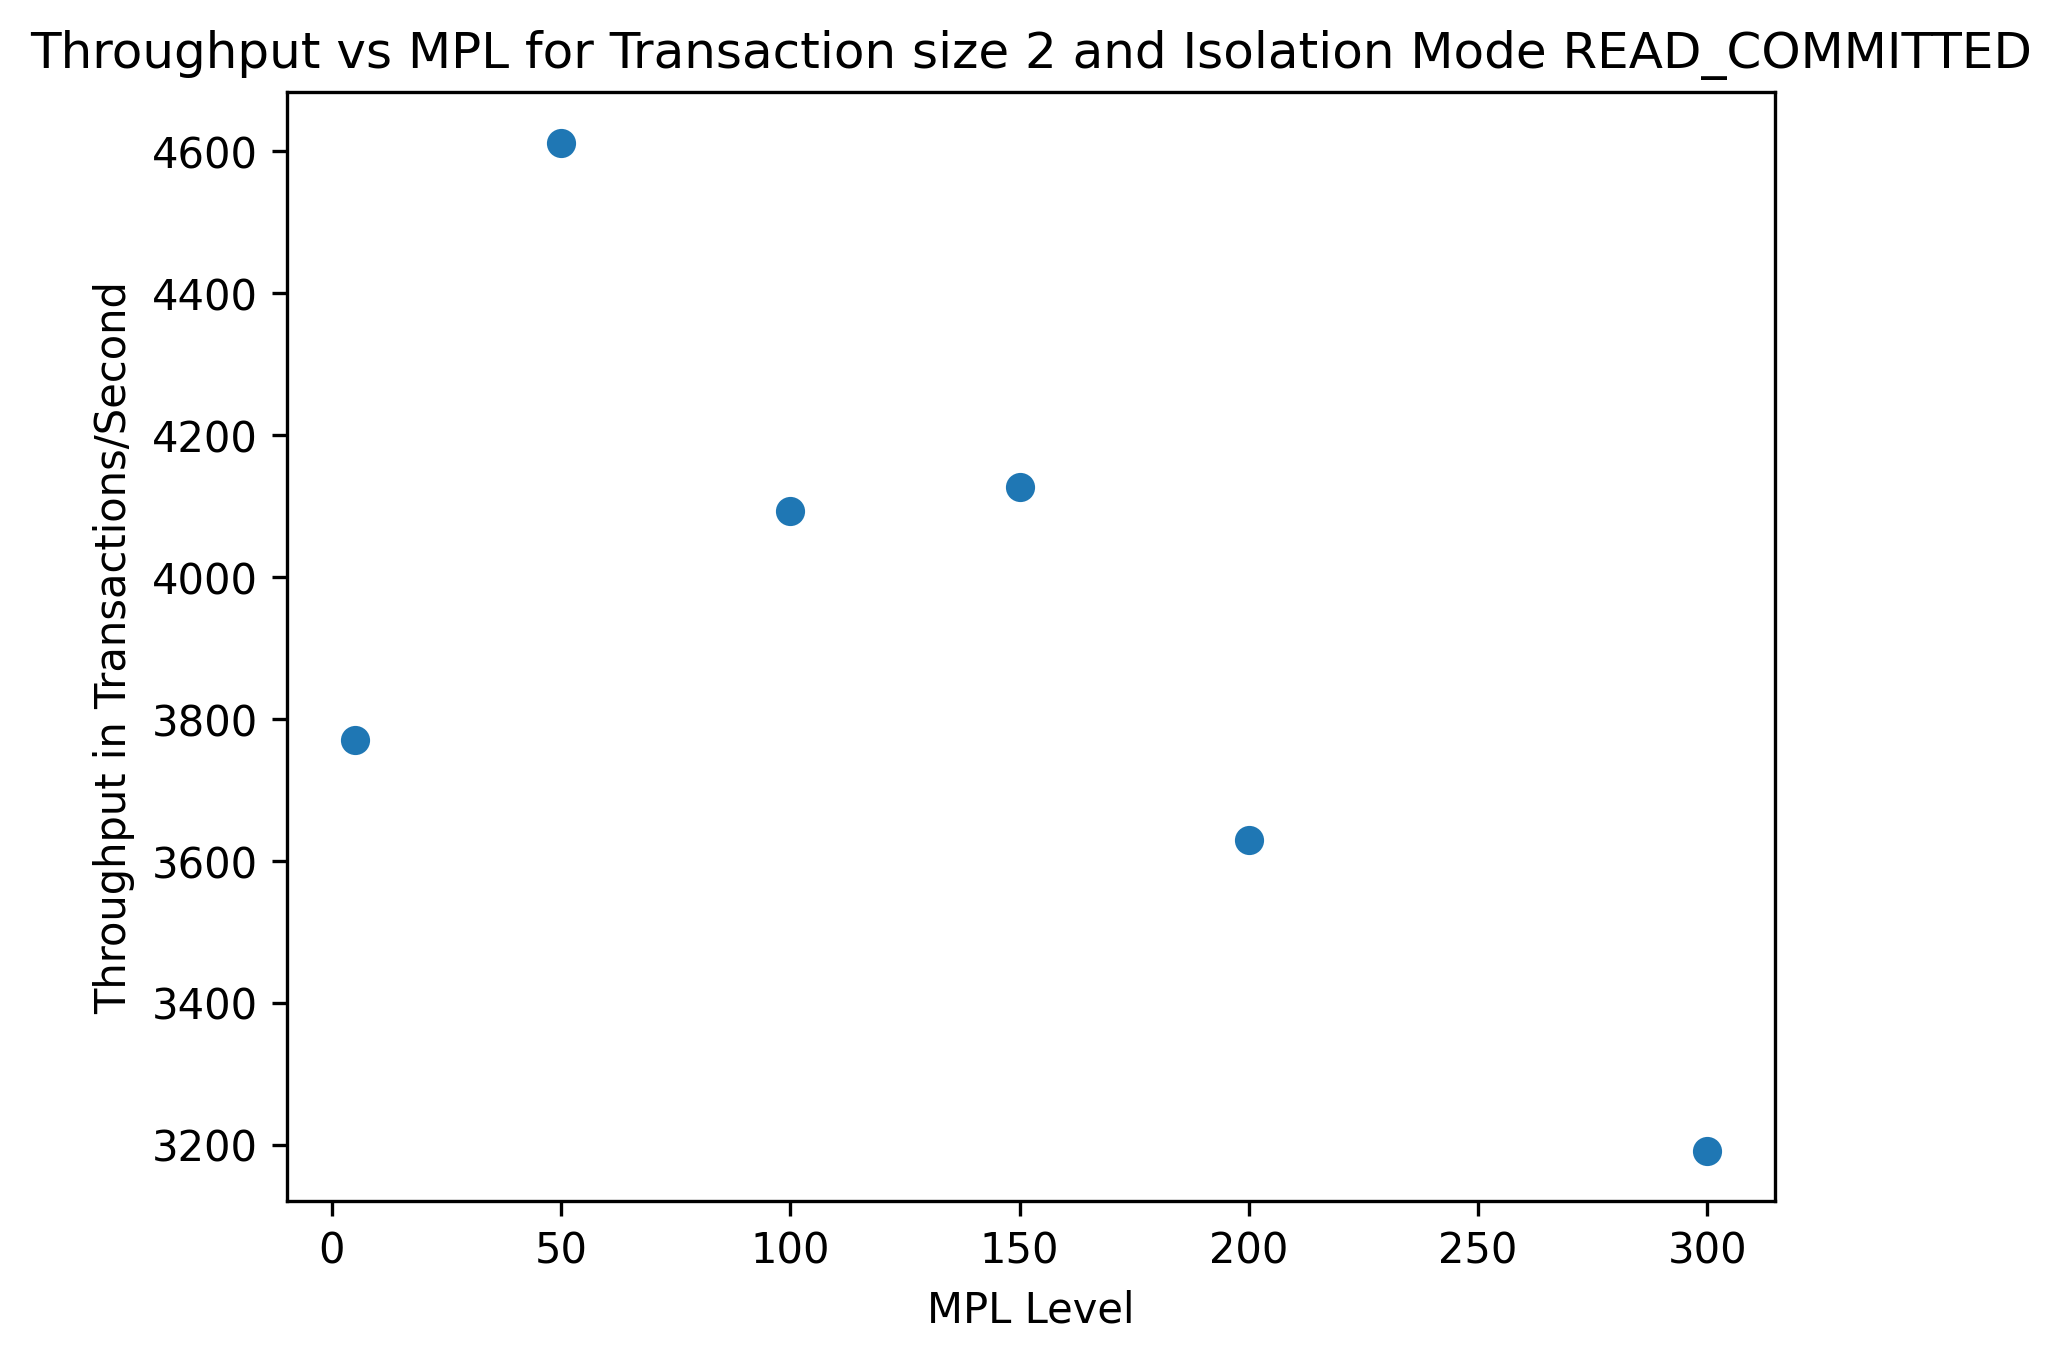 Throughput vs MPL for Transaction size 2 and Isolation Mode READ_COMMITTED
Throughput in Transactions/Second
4600
4400
4200
4000
3800
3600
3400
3200
0 50 100 150 200 250 300
MPL Level